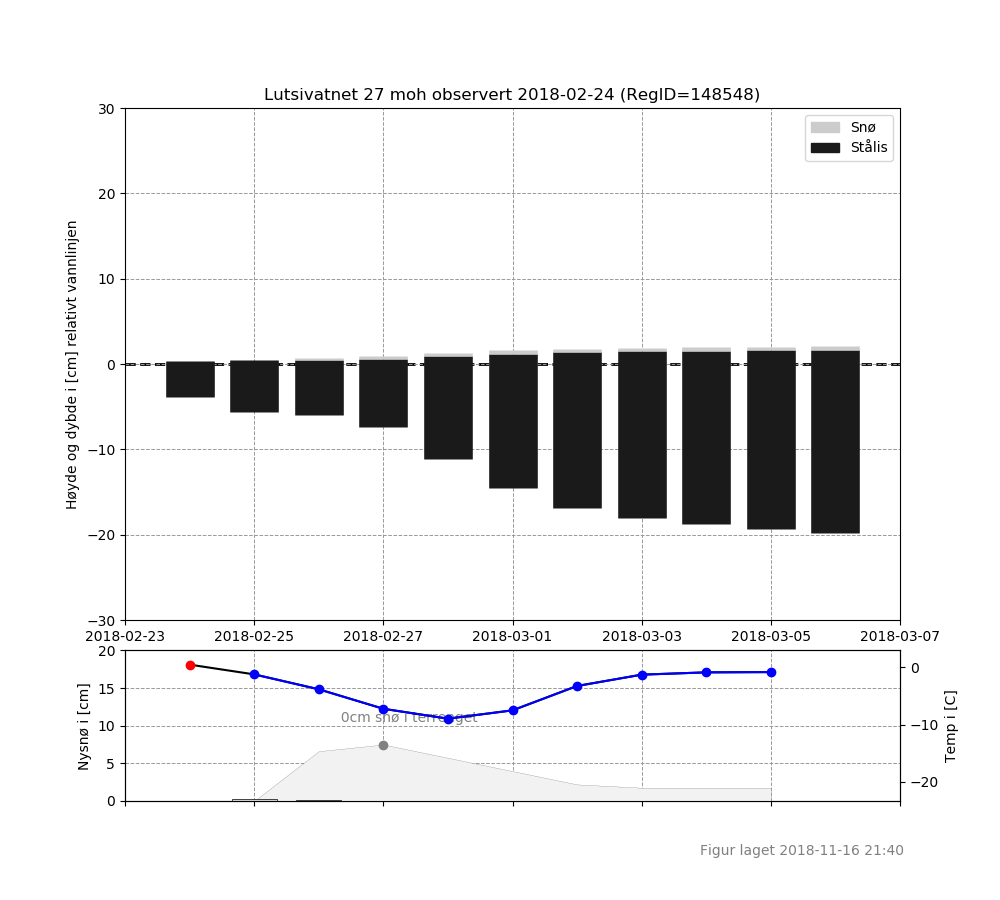 Lutsivatnet 27 moh observert 2018-02-24 (RegID=148548)
Snø
Stålis
Høyde og dybde i [cm] relativt vannlinjen
30
20
10
0
−10
−20
−30
2018-02-23 2018-02-25 2018-02-27 2018-03-01 2018-03-03 2018-03-05 2018-03-07
Nysnø i [cm]
20
15
10
5
0
0cm snø i terrenget
0
−10
−20
Temp i [C]
Figur laget 2018-11-16 21:40